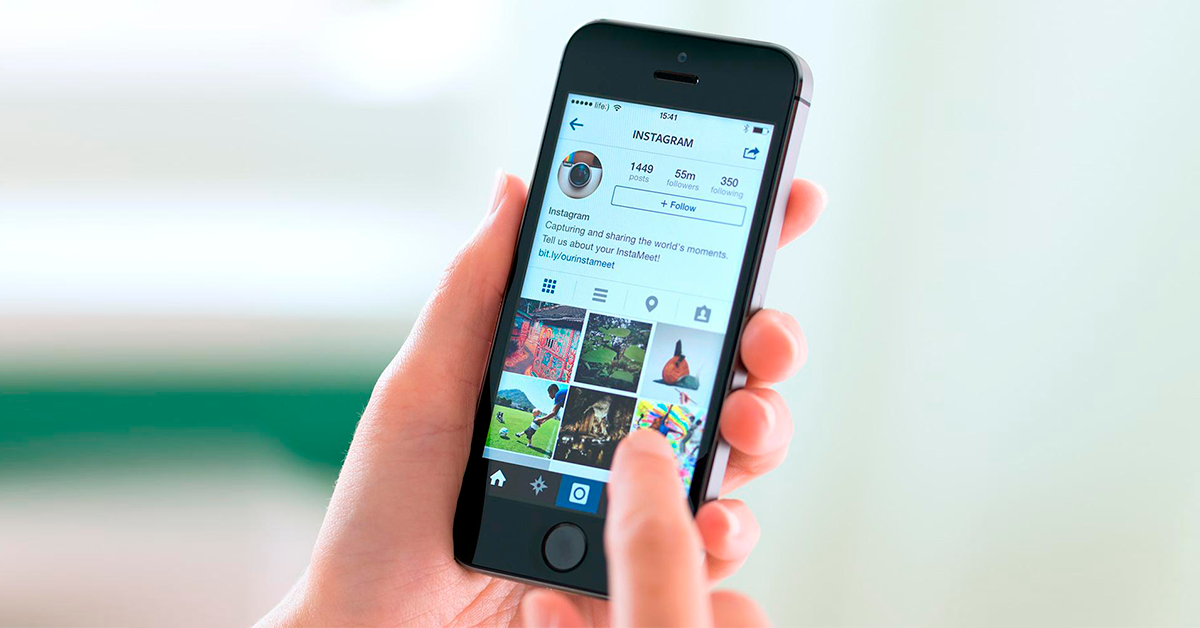 life:)
15:41
INSTAGRAM
1449 55m 350
posts followers following
+ Follow
Instagram
Capturing and sharing the world's moments.
Tell us about your InstaMeet!
bit.ly/ourinstameet